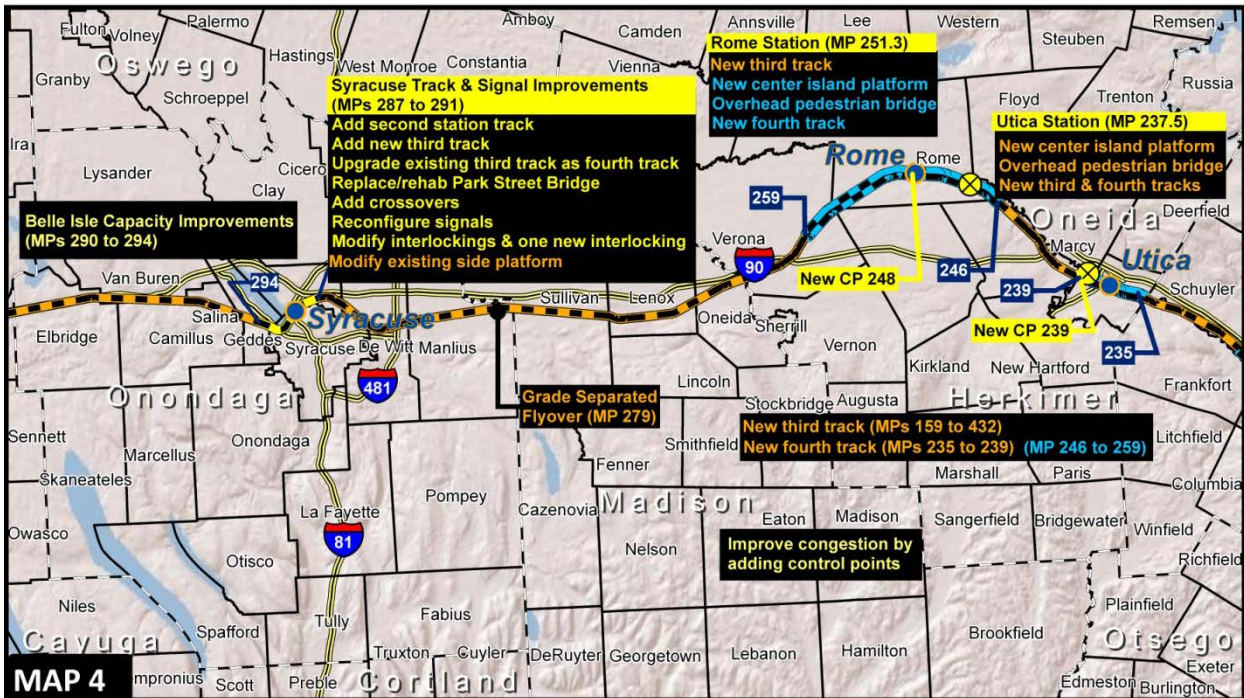 Fulton
Volney
Palermo
Hastings
West Monroe
Constantia
Amboy
Camden
Vienna
Annsville
Lee
Western
Steuben
Remsen
Russia
Oswego
Granby
Schroeppel
Ira
Lysander
Clay
Cicero
Floyd
Trenton
Syracuse Track & Signal Improvements
(MPs 287 to 291)
Add second station track
Add new third track
Upgrade existing third track as fourth track
Replace/rehab Park Street Bridge
Add crossovers
Reconfigure signals
Modify interlockings & one new interlocking
Modify existing side platform
Rome Station (MP 251.3)
New third track
New center island platform
Overhead pedestrian bridge
New fourth track
Utica Station (MP 237.5)
New center island platform
Overhead pedestrian bridge
New third & fourth tracks
Belle Isle Capacity Improvements
(MPs 290 to 294)
Rome
Rome
259
Oneida
Deerfield
Verona
90
New CP 248
246
Marcy
Utica
239
Schuyler
New CP 239
235
Van Buren
294
Salina
Syracuse
Sullivan
Lenox
Oneida
Sherrill
Vernon
Elbridge
Camillus
Geddes
Syracuse
De Witt
Manlius
481
Kirkland
New Hartford
Frankfort
Onondaga
Lincoln
Stockbridge
Augusta
Herkimer
Grade Separated
Flyover (MP 279)
New third track (MPs 159 to 432)
New fourth track (MPs 235 to 239) (MP 246 to 259)
Sennett
Marcellus
Onondaga
Smithfield
Litchfield
Skaneateles
Fenner
Marshall
Paris
Columbia
Pompey
Cazenovia
Madison
La Fayette
Owasco
Otisco
81
Nelson
Eaton
Madison
Sangerfield
Bridgewater
Winfield
Richfield
Improve congestion by
adding control points
Niles
Fabius
Tully
Spafford
Plainfield
Brookfield
Cayuga
Otsego
Truxton
Cuyler
DeRuyter
Georgetown
Lebanon
Hamilton
Exeter
MAP 4
mpronius
Scott
Preble
Cortland
Edmeston
Burlington